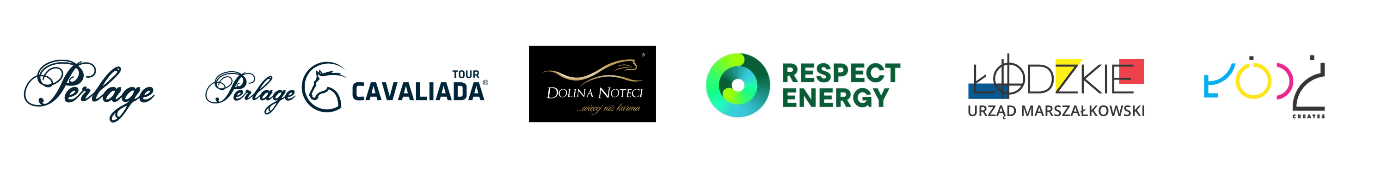 Perlage
Perlage CAVALIADA TOUR®
DOLINA NOTECI®
...więcej niż karma
RESPECT
ENERGY
ŁÓDZKIE
URZĄD MARSZAŁKOWSKI
ŁÓDŹ
CREATES